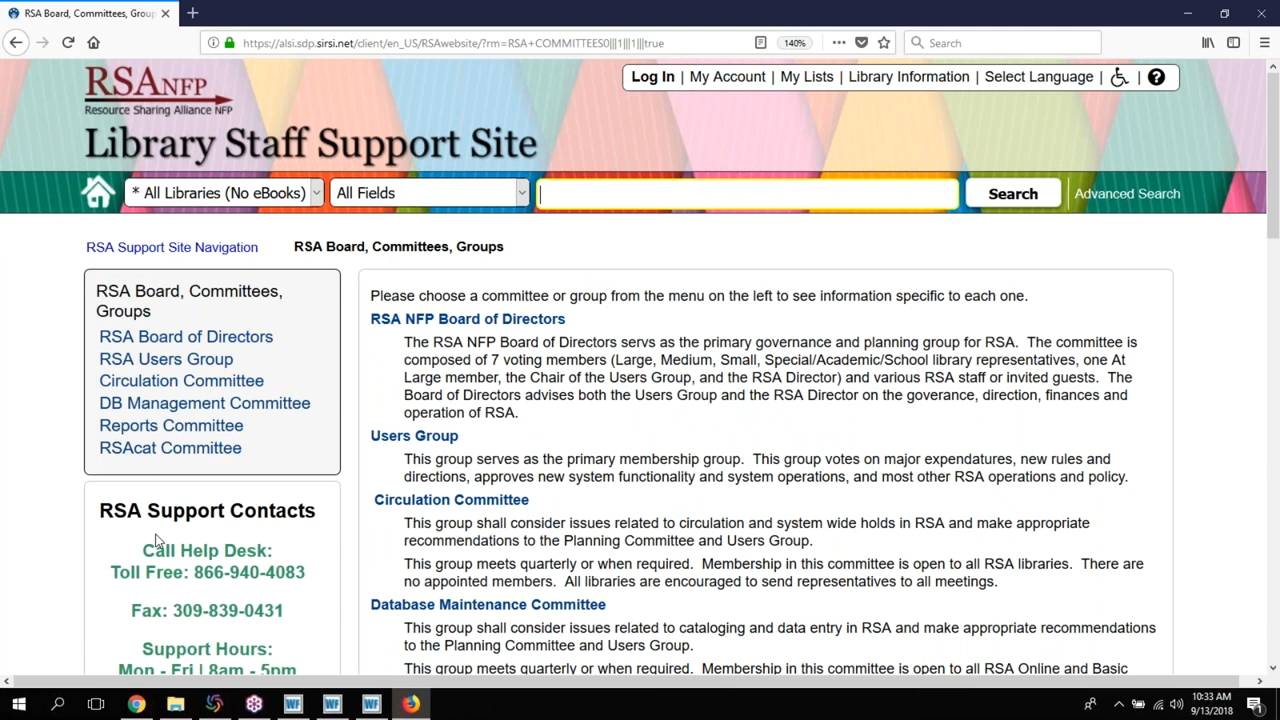 RSA Board, Committees, Group
https://alsi.sdp.sirsi.net/client/en_US/RSAwebsite/?rm=RSA+COMMITTEES0|||1|||1|||true
140%
Search
RSANFP
Resource Sharing Alliance NFP
Library Staff Support Site
Log In | My Account | My Lists | Library Information | Select Language | | ?
* All Libraries (No eBooks)
All Fields
Search
Advanced Search
RSA Support Site Navigation
RSA Board, Committees, Groups
RSA Board, Committees,
Groups
RSA Board of Directors
RSA Users Group
Circulation Committee
DB Management Committee
Reports Committee
RSAcat Committee
RSA Support Contacts
Call Help Desk:
Toll Free: 866-940-4083
Fax: 309-839-0431
Support Hours:
Mon - Fri | 8am - 5pm
Please choose a committee or group from the menu on the left to see information specific to each one.
RSA NFP Board of Directors
The RSA NFP Board of Directors servs as the primary governance and planning group for RSA. The committee is
composed of 7 voting members (Large, Medium, Small, Special/Academic/School library representatives, one At
Large member, the Chair of the Users Group, and the RSA Director) and various RSA staff or invited guests. The
Board of Directors advises both the Users Group and the RSA Director on the goverance, direction, finances and
operation of RSA.
Users Group
This group serves as the primary membership group. This group votes on major expenditures, new rules and
directions, approves new system functionality and system operations, and most other RSA operations and policy.
Circulation Committee
This group shall consider issues related to circulation and system wide holds in RSA and make appropriate
recommendations to the Planning Committee and Users Group.
This group meets quarterly or when required. Membership in this committee is open to all RSA libraries. There are
no appointed members. All libraries are encouraged to send representatives to all meetings.
Database Maintenance Committee
This group shall consider issues related to cataloging and data entry in RSA and make appropriate recommendations
to the Planning Committee and Users Group.
This group meets quarterly or when required. Membership in this committee is open to all RSA Online and Basic
WF
WF
WF
10:33 AM
9/13/2018
1